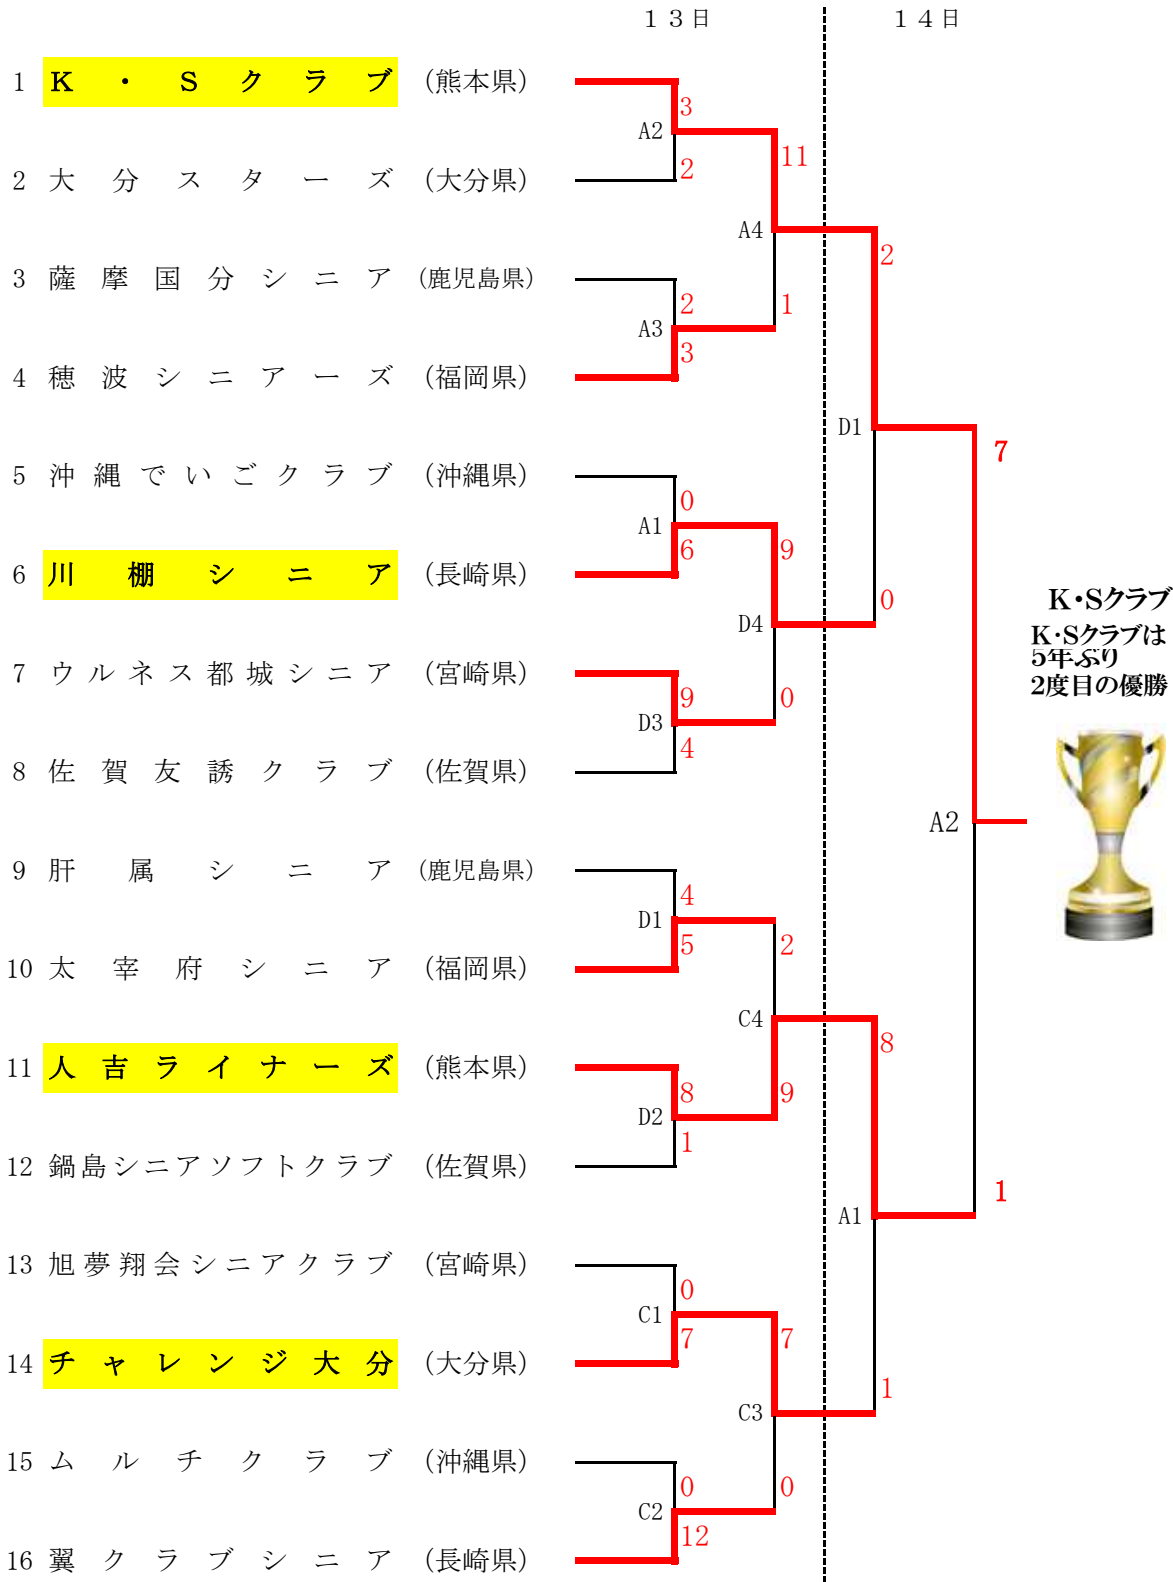 １３日 １４日
1 Ｋ・Ｓクラブ （熊本県）
3
A2
11
2 大分スターズ （大分県）
2
A4
2
3 薩摩国分シニア (鹿児島県)
2
A3
1
3
4 穂波シニアーズ （福岡県）
D1
7
5 沖縄でいごクラブ （沖縄県）
0
A1
6
9
6 川棚シニア （長崎県）
0
D4
K・Sクラブ
K・Sクラブは
5年ぶり
2度目の優勝
7 ウルネス都城シニア （宮崎県）
9
D3
0
4
8 佐賀友誘クラブ （佐賀県）
A2
9 肝属シニア (鹿児島県)
4
D1
5
2
10 太宰府シニア （福岡県）
C4
8
11 人吉ライナーズ （熊本県）
8
D2
9
1
12 鍋島シニアソフトクラブ （佐賀県）
1
A1
13 旭夢翔会シニアクラブ （宮崎県）
0
C1
7
7
14 チャレンジ大分 （大分県）
1
C3
15 ムルチクラブ （沖縄県）
0
0
C2
12
16 翼クラブシニア （長崎県）